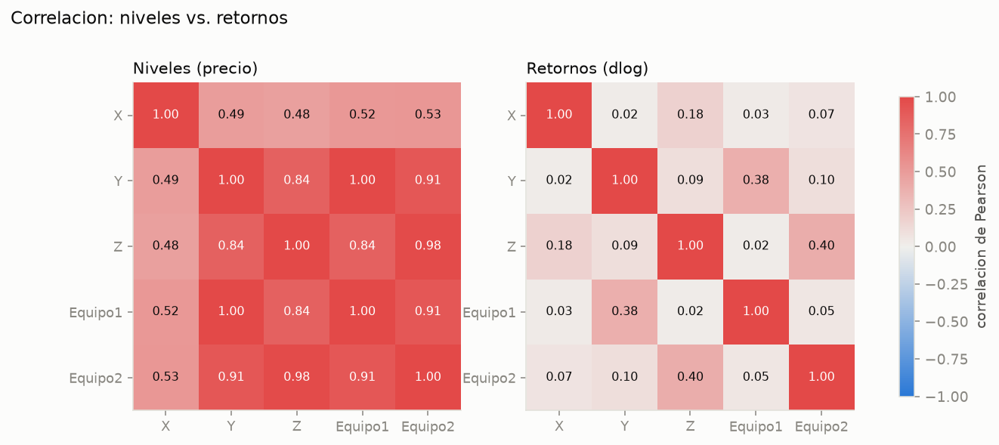 Correlacion: niveles vs. retornos
Niveles (precio)
X 1.00 0.49 0.48 0.52 0.53
Y 0.49 1.00 0.84 1.00 0.91
Z 0.48 0.84 1.00 0.84 0.98
Equipo1 0.52 1.00 0.84 1.00 0.91
Equipo2 0.53 0.91 0.98 0.91 1.00
X Y Z Equipo1 Equipo2
Retornos (dlog)
X 1.00 0.02 0.18 0.03 0.07
Y 0.02 1.00 0.09 0.38 0.10
Z 0.18 0.09 1.00 0.02 0.40
Equipo1 0.03 0.38 0.02 1.00 0.05
Equipo2 0.07 0.10 0.40 0.05 1.00
X Y Z Equipo1 Equipo2
1.00
0.75
0.50
0.25
0.00
−0.25
−0.50
−0.75
−1.00
correlacion de Pearson